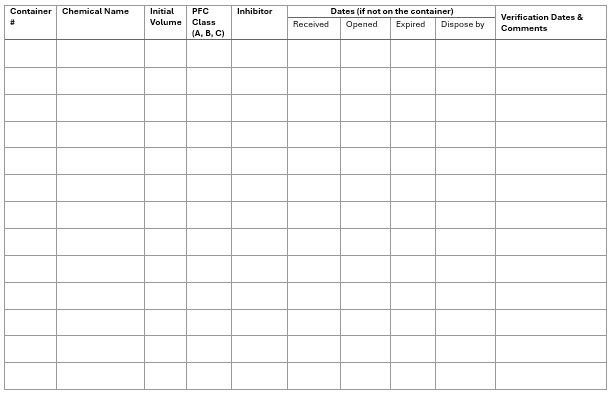 Container
#
Chemical Name
Initial
Volume
PFC
Class
(A, B, C)
Inhibitor
Dates (if not on the container)
Received
Opened
Expired
Dispose by
Verification Dates &
Comments